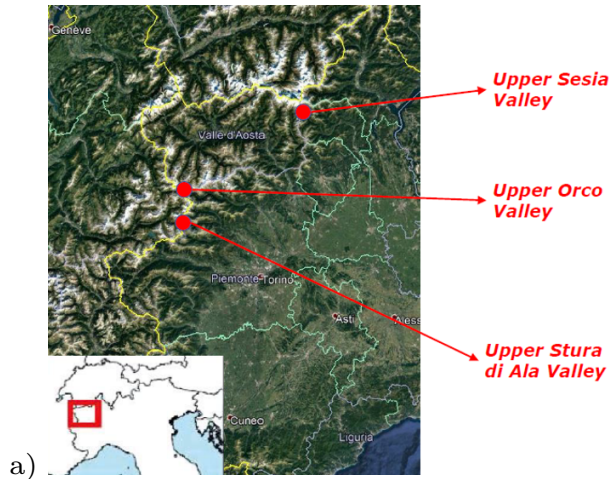 Genève
Upper Sesia
Valley
Valle d'Aosta
Upper Orco
Valley
Piemonte
Torino
Asti
Aless
Upper Stura
di Ala Valley
Cuneo
Liguria
a)